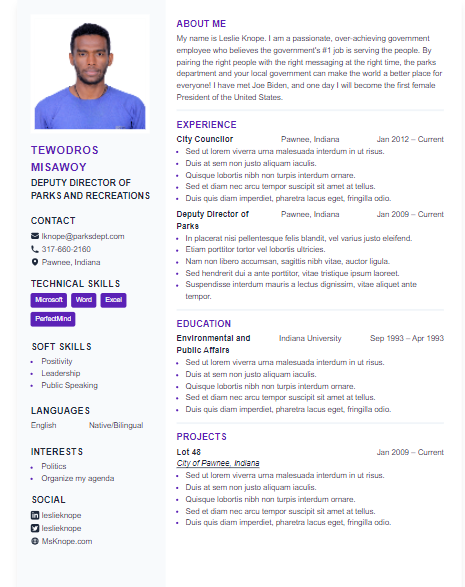 TEWODROS
MISAWOY
DEPUTY DIRECTOR OF
PARKS AND RECREATIONS
CONTACT
lknope@parksdept.com
317-660-2160
Pawnee, Indiana
TECHNICAL SKILLS
Microsoft Word Excel
PerfectMind
SOFT SKILLS
• Positivity
• Leadership
• Public Speaking
LANGUAGES
English Native/Bilingual
INTERESTS
• Politics
• Organize my agenda
SOCIAL
leslieknope
leslieknope
MsKnope.com
ABOUT ME
My name is Leslie Knope. I am a passionate, over-achieving government
employee who believes the government's #1 job is serving the people. By
pairing the right people with the right messaging at the right time, the parks
department and your local government can make the world a better place for
everyone! I have met Joe Biden, and one day I will become the first female
President of the United States.
EXPERIENCE
City Councilor Pawnee, Indiana Jan 2012 – Current
• Sed ut lorem viverra urna malesuada interdum in ut risus.
• Duis at sem non justo aliquam iaculis.
• Quisque lobortis nibh non turpis interdum ornare.
• Sed et diam nec arcu tempor suscipit sit amet at tellus.
• Duis quis diam imperdiet, pharetra lectus eget, fringilla odio.
Deputy Director of Pawnee, Indiana Jan 2009 – Current
Parks
• In placerat nisi pellentesque felis blandit, vel varius justo eleifend.
• Etiam porttitor tortor vel lobortis ultricies.
• Nam non libero accumsan, sagittis nibh vitae, auctor ligula.
• Sed hendrerit dui a ante porttitor, vitae tristique ipsum laoreet.
• Suspendisse interdum mauris a lectus dignissim, vitae aliquet ante
tempor.
EDUCATION
Environmental and Indiana University Sep 1993 – Apr 1993
Public Affairs
• Sed ut lorem viverra urna malesuada interdum in ut risus.
• Duis at sem non justo aliquam iaculis.
• Quisque lobortis nibh non turpis interdum ornare.
• Sed et diam nec arcu tempor suscipit sit amet at tellus.
• Duis quis diam imperdiet, pharetra lectus eget, fringilla odio.
PROJECTS
Lot 48 Jan 2009 – Current
City of Pawnee, Indiana
• Sed ut lorem viverra urna malesuada interdum in ut risus.
• Duis at sem non justo aliquam iaculis.
• Quisque lobortis nibh non turpis interdum ornare.
• Sed et diam nec arcu tempor suscipit sit amet at tellus.
• Duis quis diam imperdiet, pharetra lectus eget, fringilla odio.